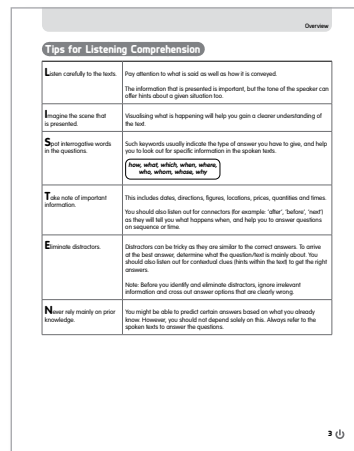 Overview
Tips for Listening Comprehension
Listen carefully to the texts.
Pay attention to what is said as well as how it is conveyed.
The information that is presented is important, but the tone of the speaker can
offer hints about a given situation too.
Imagine the scene that
is presented.
Visualising what is happening will help you gain a clearer understanding of
the text.
Spot interrogative words
in the questions.
Such keywords usually indicate the type of answer you have to give, and help
you to look out for specific information in the spoken texts.
how, what, which, when, where,
who, whom, whose, why
Take note of important
information.
This includes dates, directions, figures, locations, prices, quantities and times.
You should also listen out for connectors (for example: 'after', 'before', 'next')
as they will tell you what happens when, and help you to answer questions
on sequence or time.
Eliminate distractors.
Distractors can be tricky as they are similar to the correct answers. To arrive
at the best answer, determine what the question/text is mainly about. You
should also listen out for contextual clues (hints within the text) to get the right
answers.
Note: Before you identify and eliminate distractors, ignore irrelevant
information and cross out answer options that are clearly wrong.
Never rely mainly on prior
knowledge.
You might be able to predict certain answers based on what you already
know. However, you should not depend solely on this. Always refer to the
spoken texts to answer the questions.
3